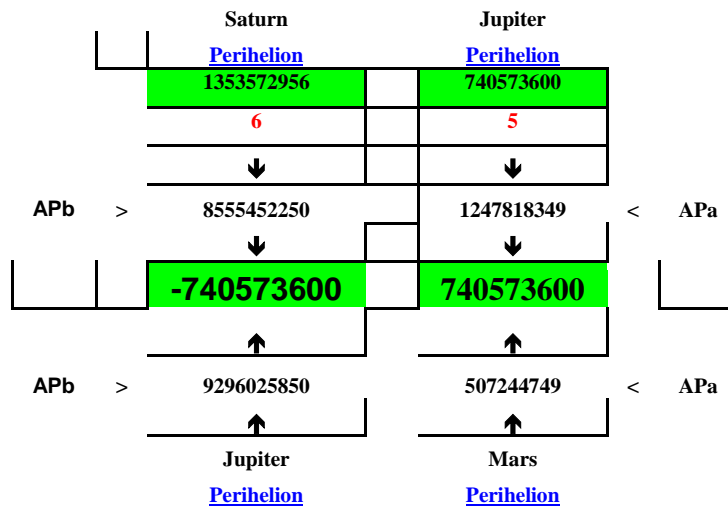 Saturn Jupiter
Perihelion Perihelion
1353572956 740573600
6 5
APb > 8555452250 1247818349 < APa
-740573600 740573600
APb > 9296025850 507244749 < APa
Jupiter Mars
Perihelion Perihelion